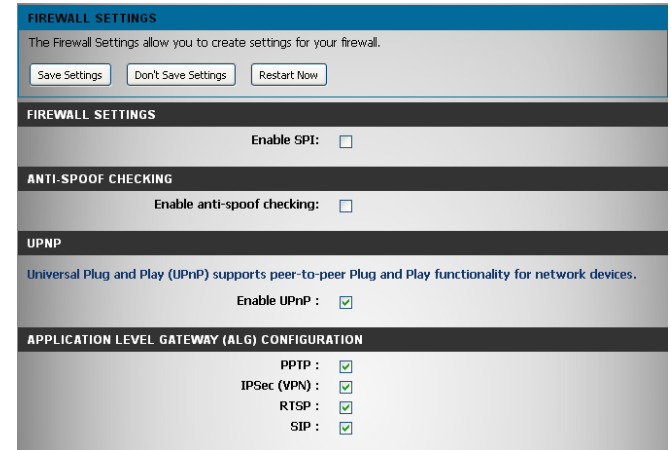 FIREWALL SETTINGS
The Firewall Settings allow you to create settings for your firewall.
Save Settings Don't Save Settings Restart Now
FIREWALL SETTINGS
Enable SPI:
ANTI-SPOOF CHECKING
Enable anti-spoof checking:
UPNP
Universal Plug and Play (UPnP) supports peer-to-peer Plug and Play functionality for network devices.
Enable UPnP :
APPLICATION LEVEL GATEWAY (ALG) CONFIGURATION
PPTP :
IPSec (VPN) :
RTSP :
SIP :